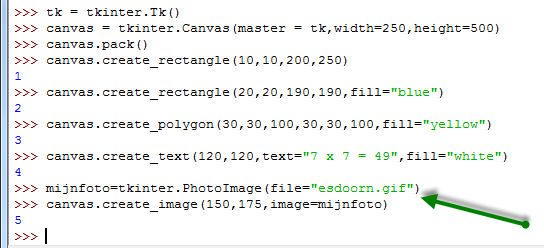 >>> tk = tkinter.Tk()
>>> canvas = tkinter.Canvas(master = tk,width=250,height=500)
>>> canvas.pack()
>>> canvas.create_rectangle(10,10,200,250)
1
>>> canvas.create_rectangle(20,20,190,190,fill="blue")
2
>>> canvas.create_polygon(30,30,100,30,30,100,fill="yellow")
3
>>> canvas.create_text(120,120,text="7 x 7 = 49",fill="white")
4
>>> mijnfoto=tkinter.PhotoImage(file="esdoorn.gif")
>>> canvas.create_image(150,175,image=mijnfoto)
5
>>>